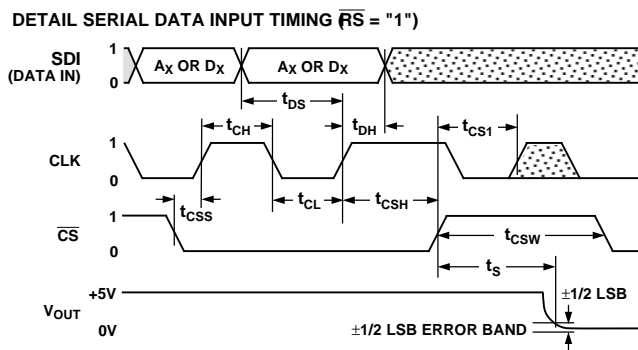 DETAIL SERIAL DATA INPUT TIMING (R̅S̅ = "1")
SDI
(DATA IN)
1
0
AX OR DX
AX OR DX
tDS
tCH
tDH
tCS1
CLK
1
0
tCSS
tCL
tCSH
C̅S̅
1
0
tCSW
tS
VOUT
+5V
0V
±1/2 LSB
±1/2 LSB ERROR BAND